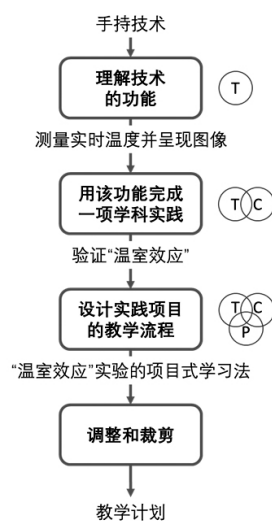 手持技术
理解技术
的功能
T
测量实时温度并呈现图像
用该功能完成
一项学科实践
T C
验证“温室效应”
设计实践项目
的教学流程
T C
P
“温室效应”实验的项目式学习法
调整和裁剪
教学计划